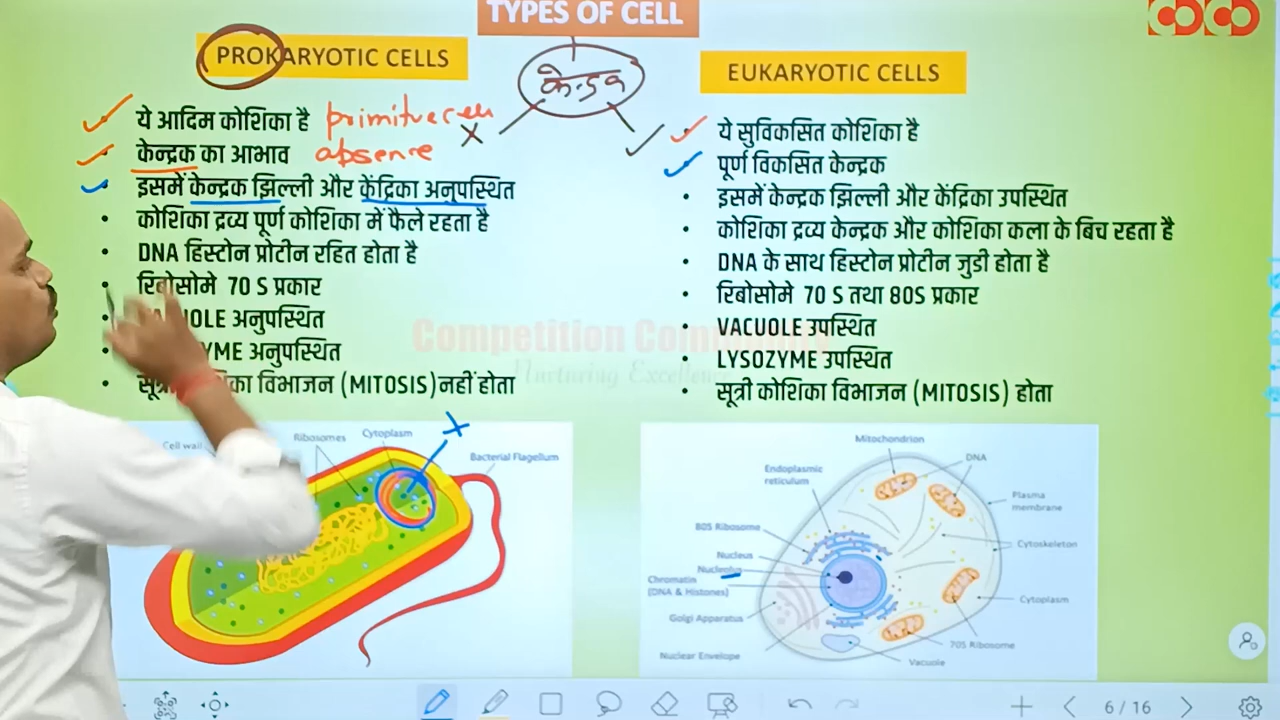 TYPES OF CELL
PROKARYOTIC CELLS
केन्द्रक
EUKARYOTIC CELLS
ये आदिम कोशिका है primitive cell
केन्द्रक का आभाव absence
इसमें केन्द्रक झिल्ली और केंद्रिका अनुपस्थित
कोशिका द्रव्य पूर्ण कोशिका में फैले रहता है
DNA हिस्टोन प्रोटीन रहित होता है
रिबोसोमे 70 S प्रकार
अनुपस्थित
अनुपस्थित
विभाजन (MITOSIS) नहीं होता
ये सुविकसित कोशिका है
पूर्ण विकसित केन्द्रक
इसमें केन्द्रक झिल्ली और केंद्रिका उपस्थित
कोशिका द्रव्य केन्द्रक और कोशिका कला के बिच रहता है
DNA के साथ हिस्टोन प्रोटीन जुडी होता है
रिबोसोमे 70 S तथा 80S प्रकार
VACUOLE उपस्थित
LYSOZYME उपस्थित
सूत्री कोशिका विभाजन (MITOSIS) होता
Competition Community
Nurturing Excellence
Cell wall
Ribosomes
Cytoplasm
Bacterial Flagellum
Mitochondrion
DNA
Endoplasmic
reticulum
Plasma
membrane
80S Ribosome
Cytoskeleton
Nucleus
Nucleolus
Chromatin
(DNA & Histones)
Cytoplasm
Golgi Apparatus
70S Ribosome
Nuclear Envelope
Vacuole
6 / 16